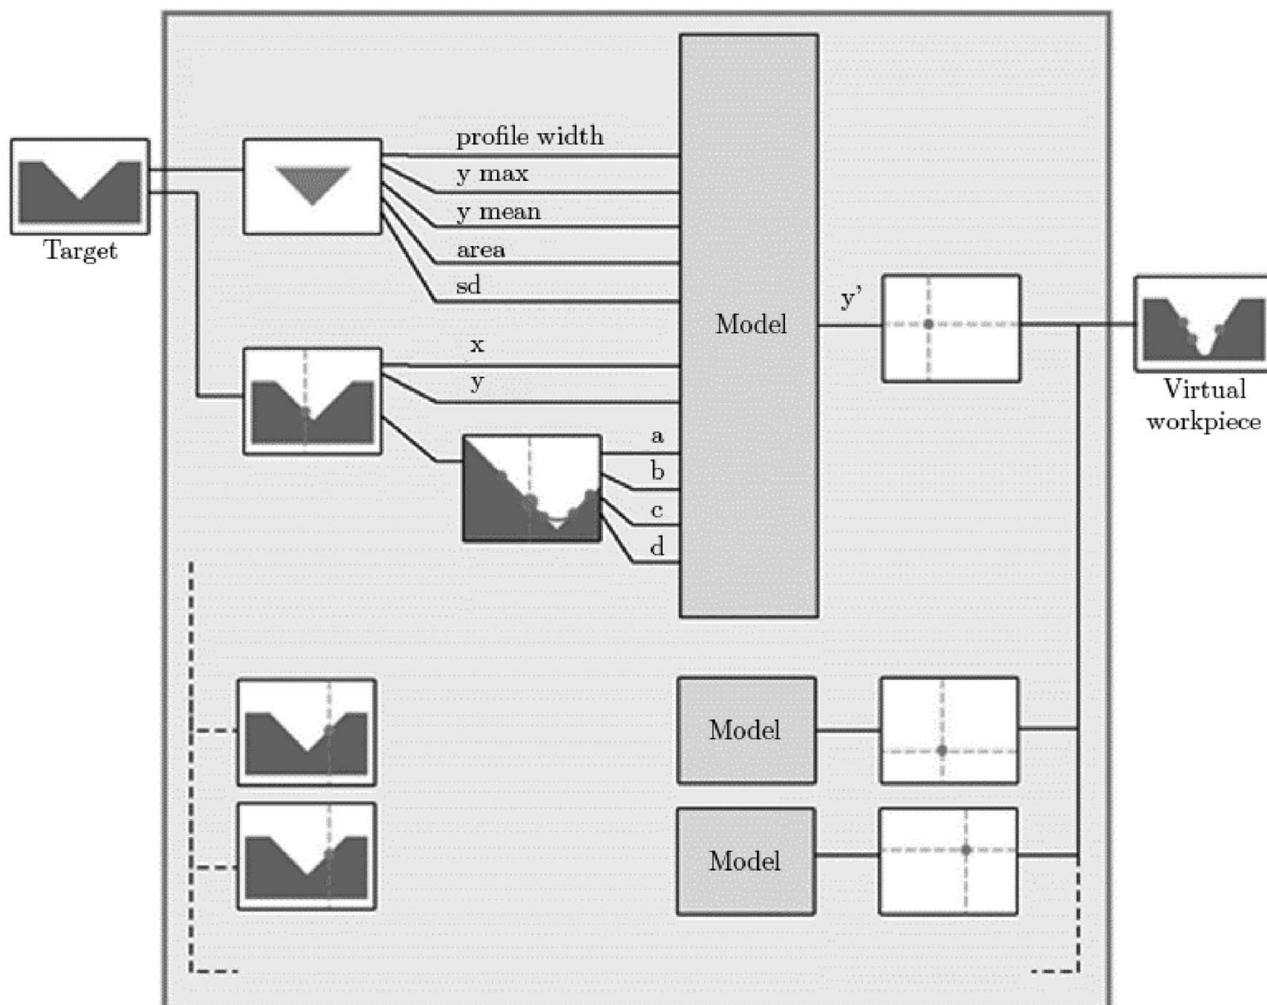 profile width
y max
y mean
area
sd
Target
x
y
a
b
c
d
Model
y'
Virtual
workpiece
Model
Model